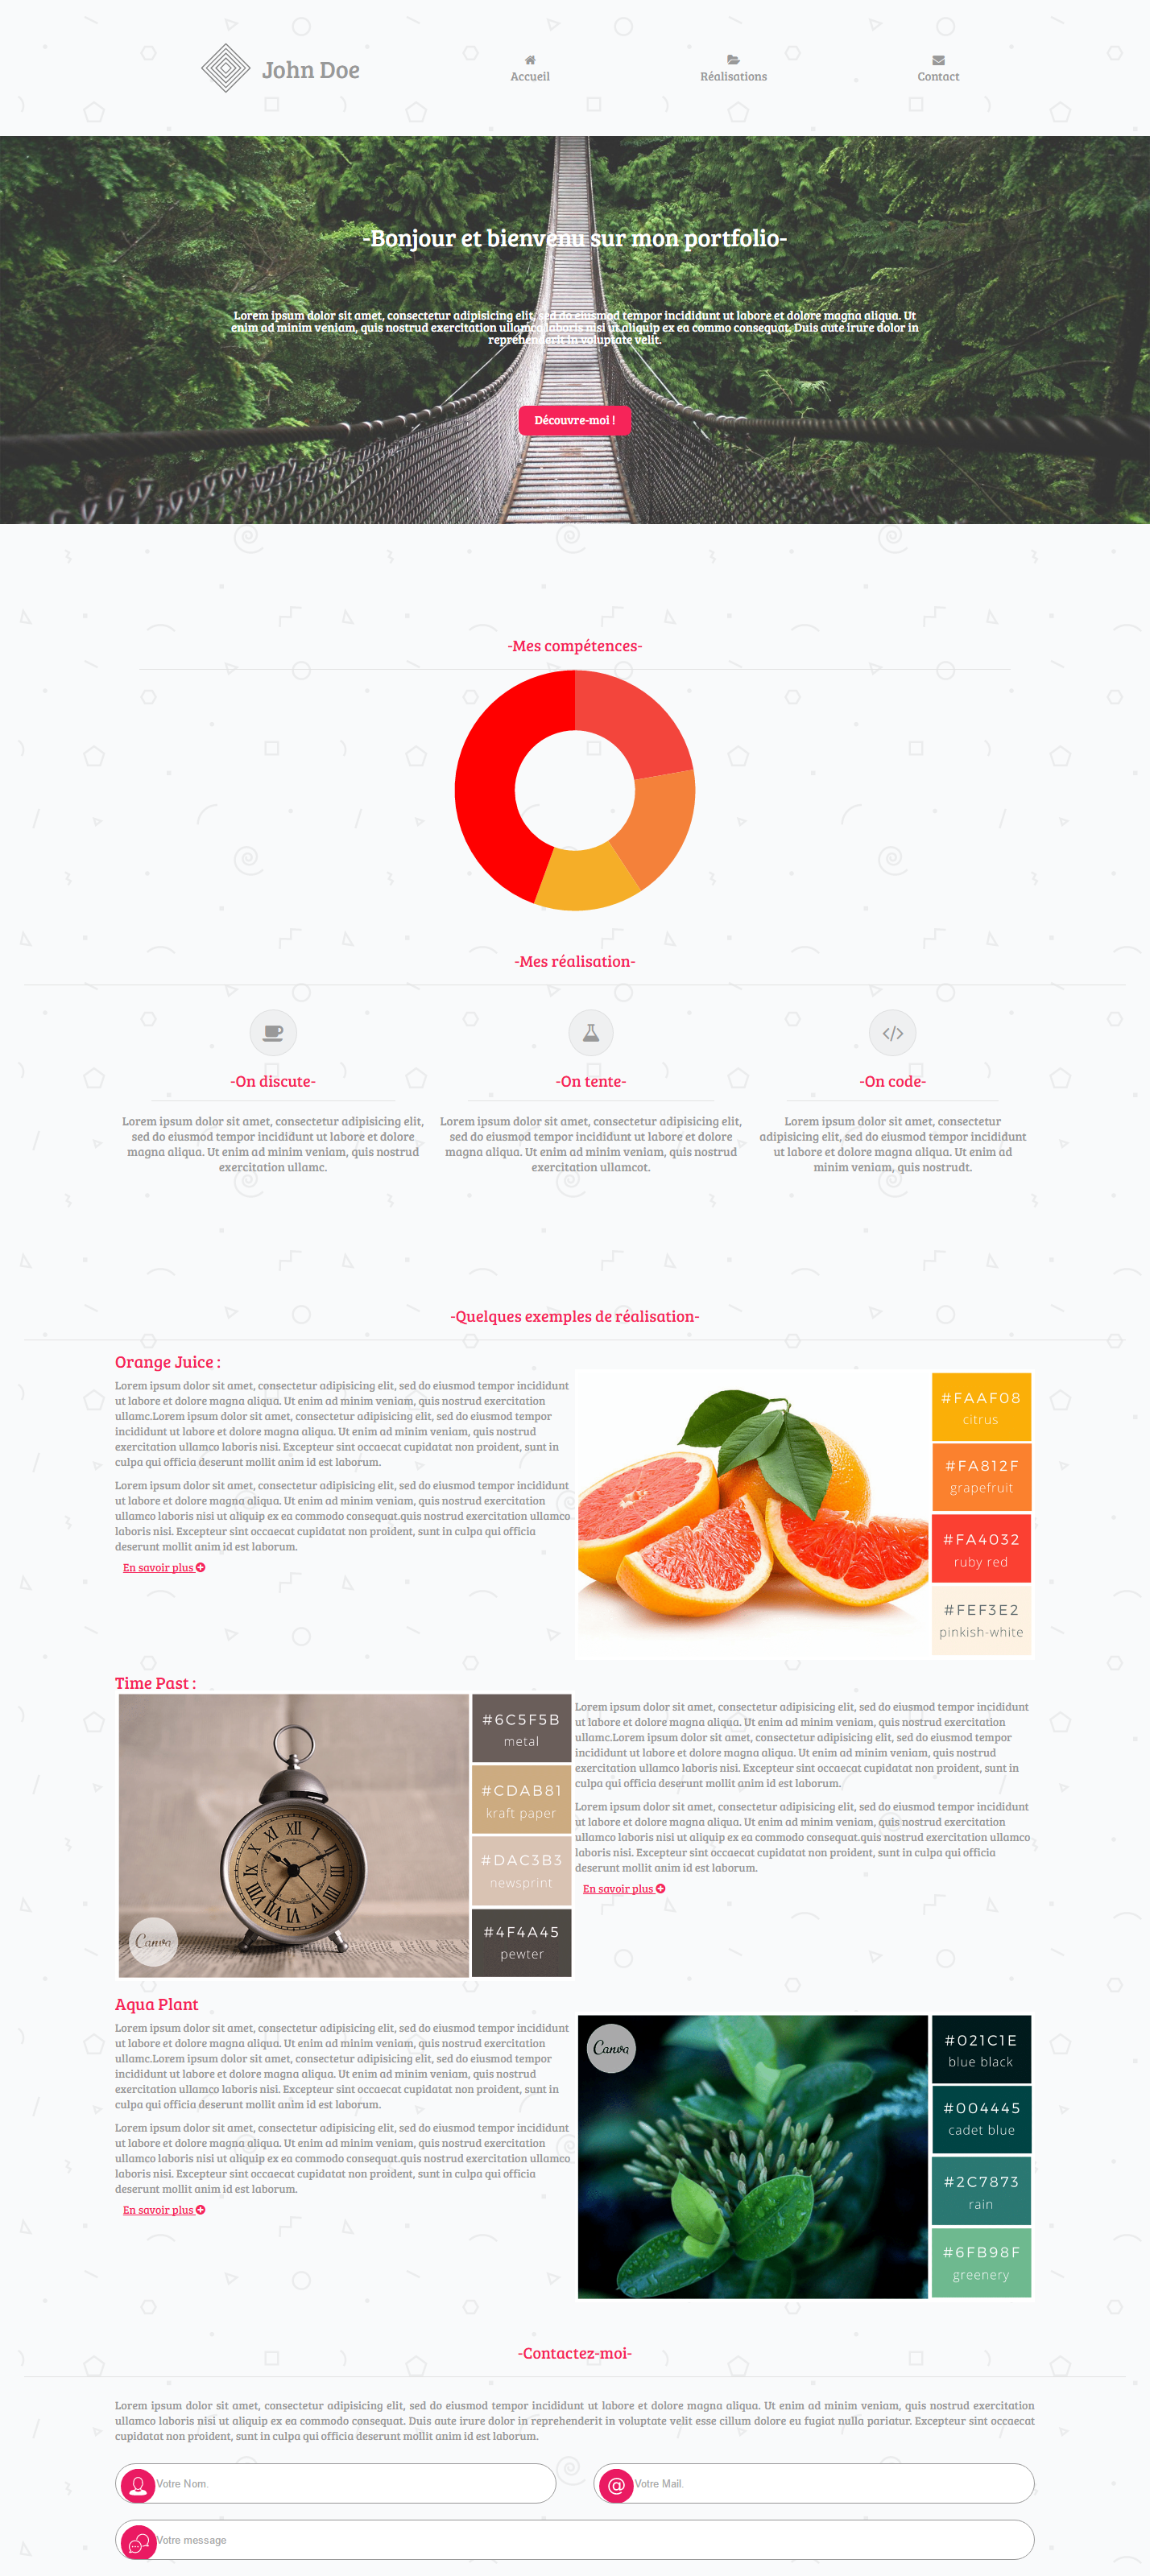 John Doe
Accueil
Réalisations
Contact
-Bonjour et bienvenu sur mon portfolio-
Lorem ipsum dolor sit amet, consectetur adipisicing elit, sed do eiusmod tempor incididunt ut labore et dolore magna aliqua. Ut
enim ad minim veniam, quis nostrud exercitation ullamco laboris nisi ut aliquip ex ea commo consequat. Duis aute irure dolor in
reprehenderit in voluptate velit.
Découvre-moi !
-Mes compétences-
-Mes réalisation-
-On discute-
Lorem ipsum dolor sit amet, consectetur adipisicing elit,
sed do eiusmod tempor incididunt ut labore et dolore
magna aliqua. Ut enim ad minim veniam, quis nostrud
exercitation ullamc.
-On tente-
Lorem ipsum dolor sit amet, consectetur adipisicing elit,
sed do eiusmod tempor incididunt ut labore et dolore
magna aliqua. Ut enim ad minim veniam, quis nostrud
exercitation ullamcot.
-On code-
Lorem ipsum dolor sit amet, consectetur
adipisicing elit, sed do eiusmod tempor incididunt
ut labore et dolore magna aliqua. Ut enim ad
minim veniam, quis nostrudt.
-Quelques exemples de réalisation-
Orange Juice :
Lorem ipsum dolor sit amet, consectetur adipisicing elit, sed do eiusmod tempor incididunt
ut labore et dolore magna aliqua. Ut enim ad minim veniam, quis nostrud exercitation
ullamc.Lorem ipsum dolor sit amet, consectetur adipisicing elit, sed do eiusmod tempor
incididunt ut labore et dolore magna aliqua. Ut enim ad minim veniam, quis nostrud
exercitation ullamco laboris nisi. Excepteur sint occaecat cupidatat non proident, sunt in
culpa qui officia deserunt mollit anim id est laborum.
Lorem ipsum dolor sit amet, consectetur adipisicing elit, sed do eiusmod tempor incididunt
ut labore et dolore magna aliqua. Ut enim ad minim veniam, quis nostrud exercitation
ullamco laboris nisi ut aliquip ex ea commodo consequat.quis nostrud exercitation ullamco
laboris nisi. Excepteur sint occaecat cupidatat non proident, sunt in culpa qui officia
deserunt mollit anim id est laborum.
En savoir plus
#FAAF08
citrus
#FA812F
grapefruit
#FA4032
ruby red
#FEF3E2
pinkish-white
Time Past :
#6C5F5B
metal
#CDAB81
kraft paper
#DAC3B3
newsprint
#4F4A45
pewter
Canva
Lorem ipsum dolor sit amet, consectetur adipisicing elit, sed do eiusmod tempor incididunt
ut labore et dolore magna aliqua. Ut enim ad minim veniam, quis nostrud exercitation
ullamc.Lorem ipsum dolor sit amet, consectetur adipisicing elit, sed do eiusmod tempor
incididunt ut labore et dolore magna aliqua. Ut enim ad minim veniam, quis nostrud
exercitation ullamco laboris nisi. Excepteur sint occaecat cupidatat non proident, sunt in
culpa qui officia deserunt mollit anim id est laborum.
Lorem ipsum dolor sit amet, consectetur adipisicing elit, sed do eiusmod tempor incididunt
ut labore et dolore magna aliqua. Ut enim ad minim veniam, quis nostrud exercitation
ullamco laboris nisi ut aliquip ex ea commodo consequat.quis nostrud exercitation ullamco
laboris nisi. Excepteur sint occaecat cupidatat non proident, sunt in culpa qui officia
deserunt mollit anim id est laborum.
En savoir plus
Aqua Plant
Lorem ipsum dolor sit amet, consectetur adipisicing elit, sed do eiusmod tempor incididunt
ut labore et dolore magna aliqua. Ut enim ad minim veniam, quis nostrud exercitation
ullamc.Lorem ipsum dolor sit amet, consectetur adipisicing elit, sed do eiusmod tempor
incididunt ut labore et dolore magna aliqua. Ut enim ad minim veniam, quis nostrud
exercitation ullamco laboris nisi. Excepteur sint occaecat cupidatat non proident, sunt in
culpa qui officia deserunt mollit anim id est laborum.
Lorem ipsum dolor sit amet, consectetur adipisicing elit, sed do eiusmod tempor incididunt
ut labore et dolore magna aliqua. Ut enim ad minim veniam, quis nostrud exercitation
ullamco laboris nisi ut aliquip ex ea commodo consequat.quis nostrud exercitation ullamco
laboris nisi. Excepteur sint occaecat cupidatat non proident, sunt in culpa qui officia
deserunt mollit anim id est laborum.
En savoir plus
Canva
#021C1E
blue black
#004445
cadet blue
#2C7873
rain
#6FB98F
greenery
-Contactez-moi-
Lorem ipsum dolor sit amet, consectetur adipisicing elit, sed do eiusmod tempor incididunt ut labore et dolore magna aliqua. Ut enim ad minim veniam, quis nostrud exercitation
ullamco laboris nisi ut aliquip ex ea commodo consequat. Duis aute irure dolor in reprehenderit in voluptate velit esse cillum dolore eu fugiat nulla pariatur. Excepteur sint occaecat
cupidatat non proident, sunt in culpa qui officia deserunt mollit anim id est laborum.
Votre Nom.
@ Votre Mail.
Votre message